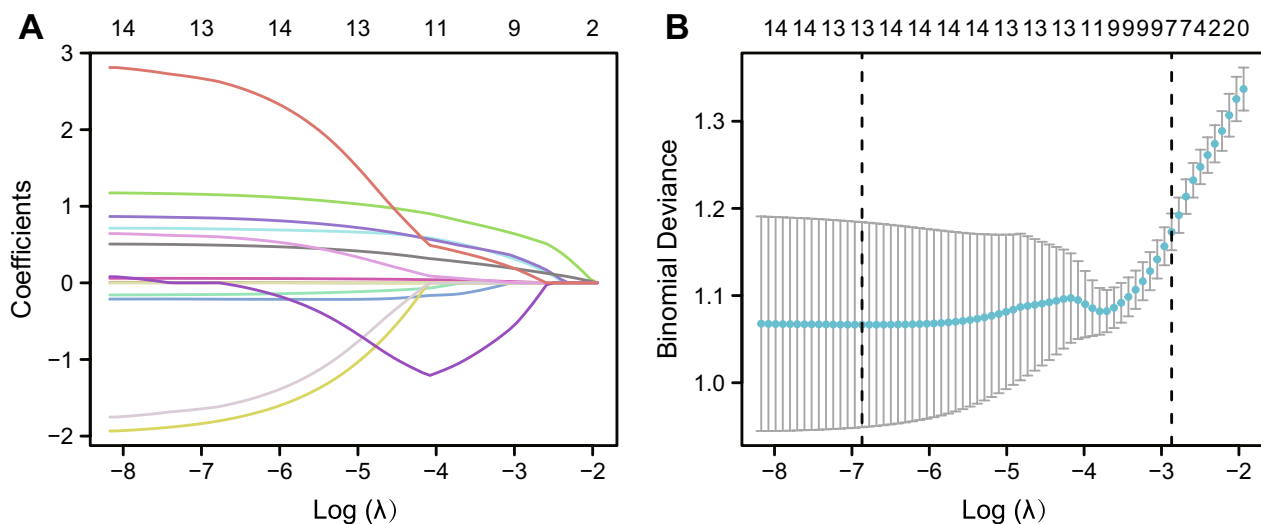 A
14 13 14 13 11 9 2
3
2
1
0
−1
−2
Coefficients
−8 −7 −6 −5 −4 −3 −2
Log (λ)
B
14 14 13 13 14 14 14 13 13 13 13 11 9 9 9 9 7 7 4 2 2 0
1.3
1.2
1.1
1.0
Binomial Deviance
−8 −7 −6 −5 −4 −3 −2
Log (λ)